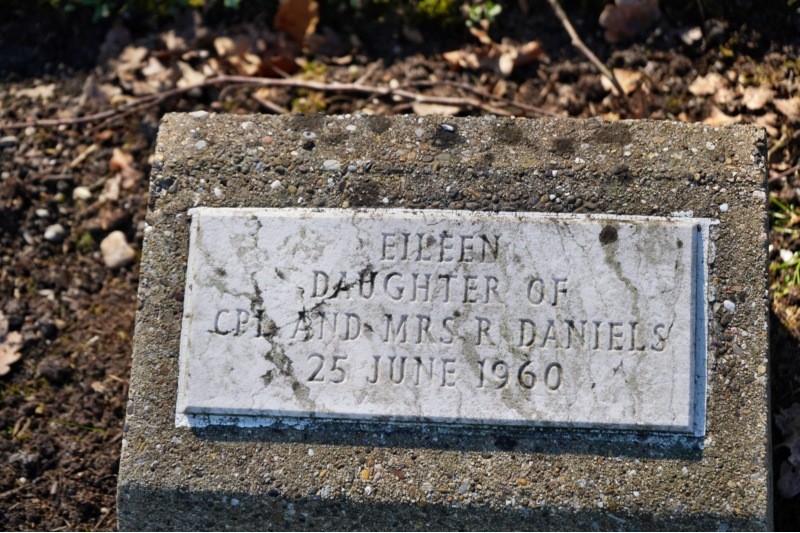 EILEEN
DAUGHTER OF
CPL AND MRS R DANIELS
25 JUNE 1960